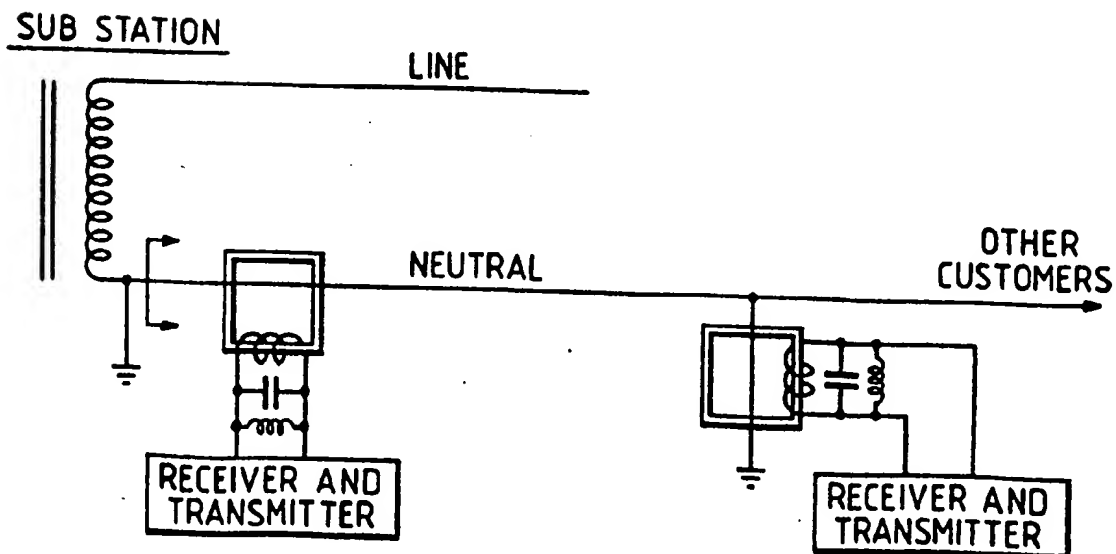 SUB STATION
LINE
NEUTRAL
OTHER
CUSTOMERS
RECEIVER AND
TRANSMITTER
RECEIVER AND
TRANSMITTER